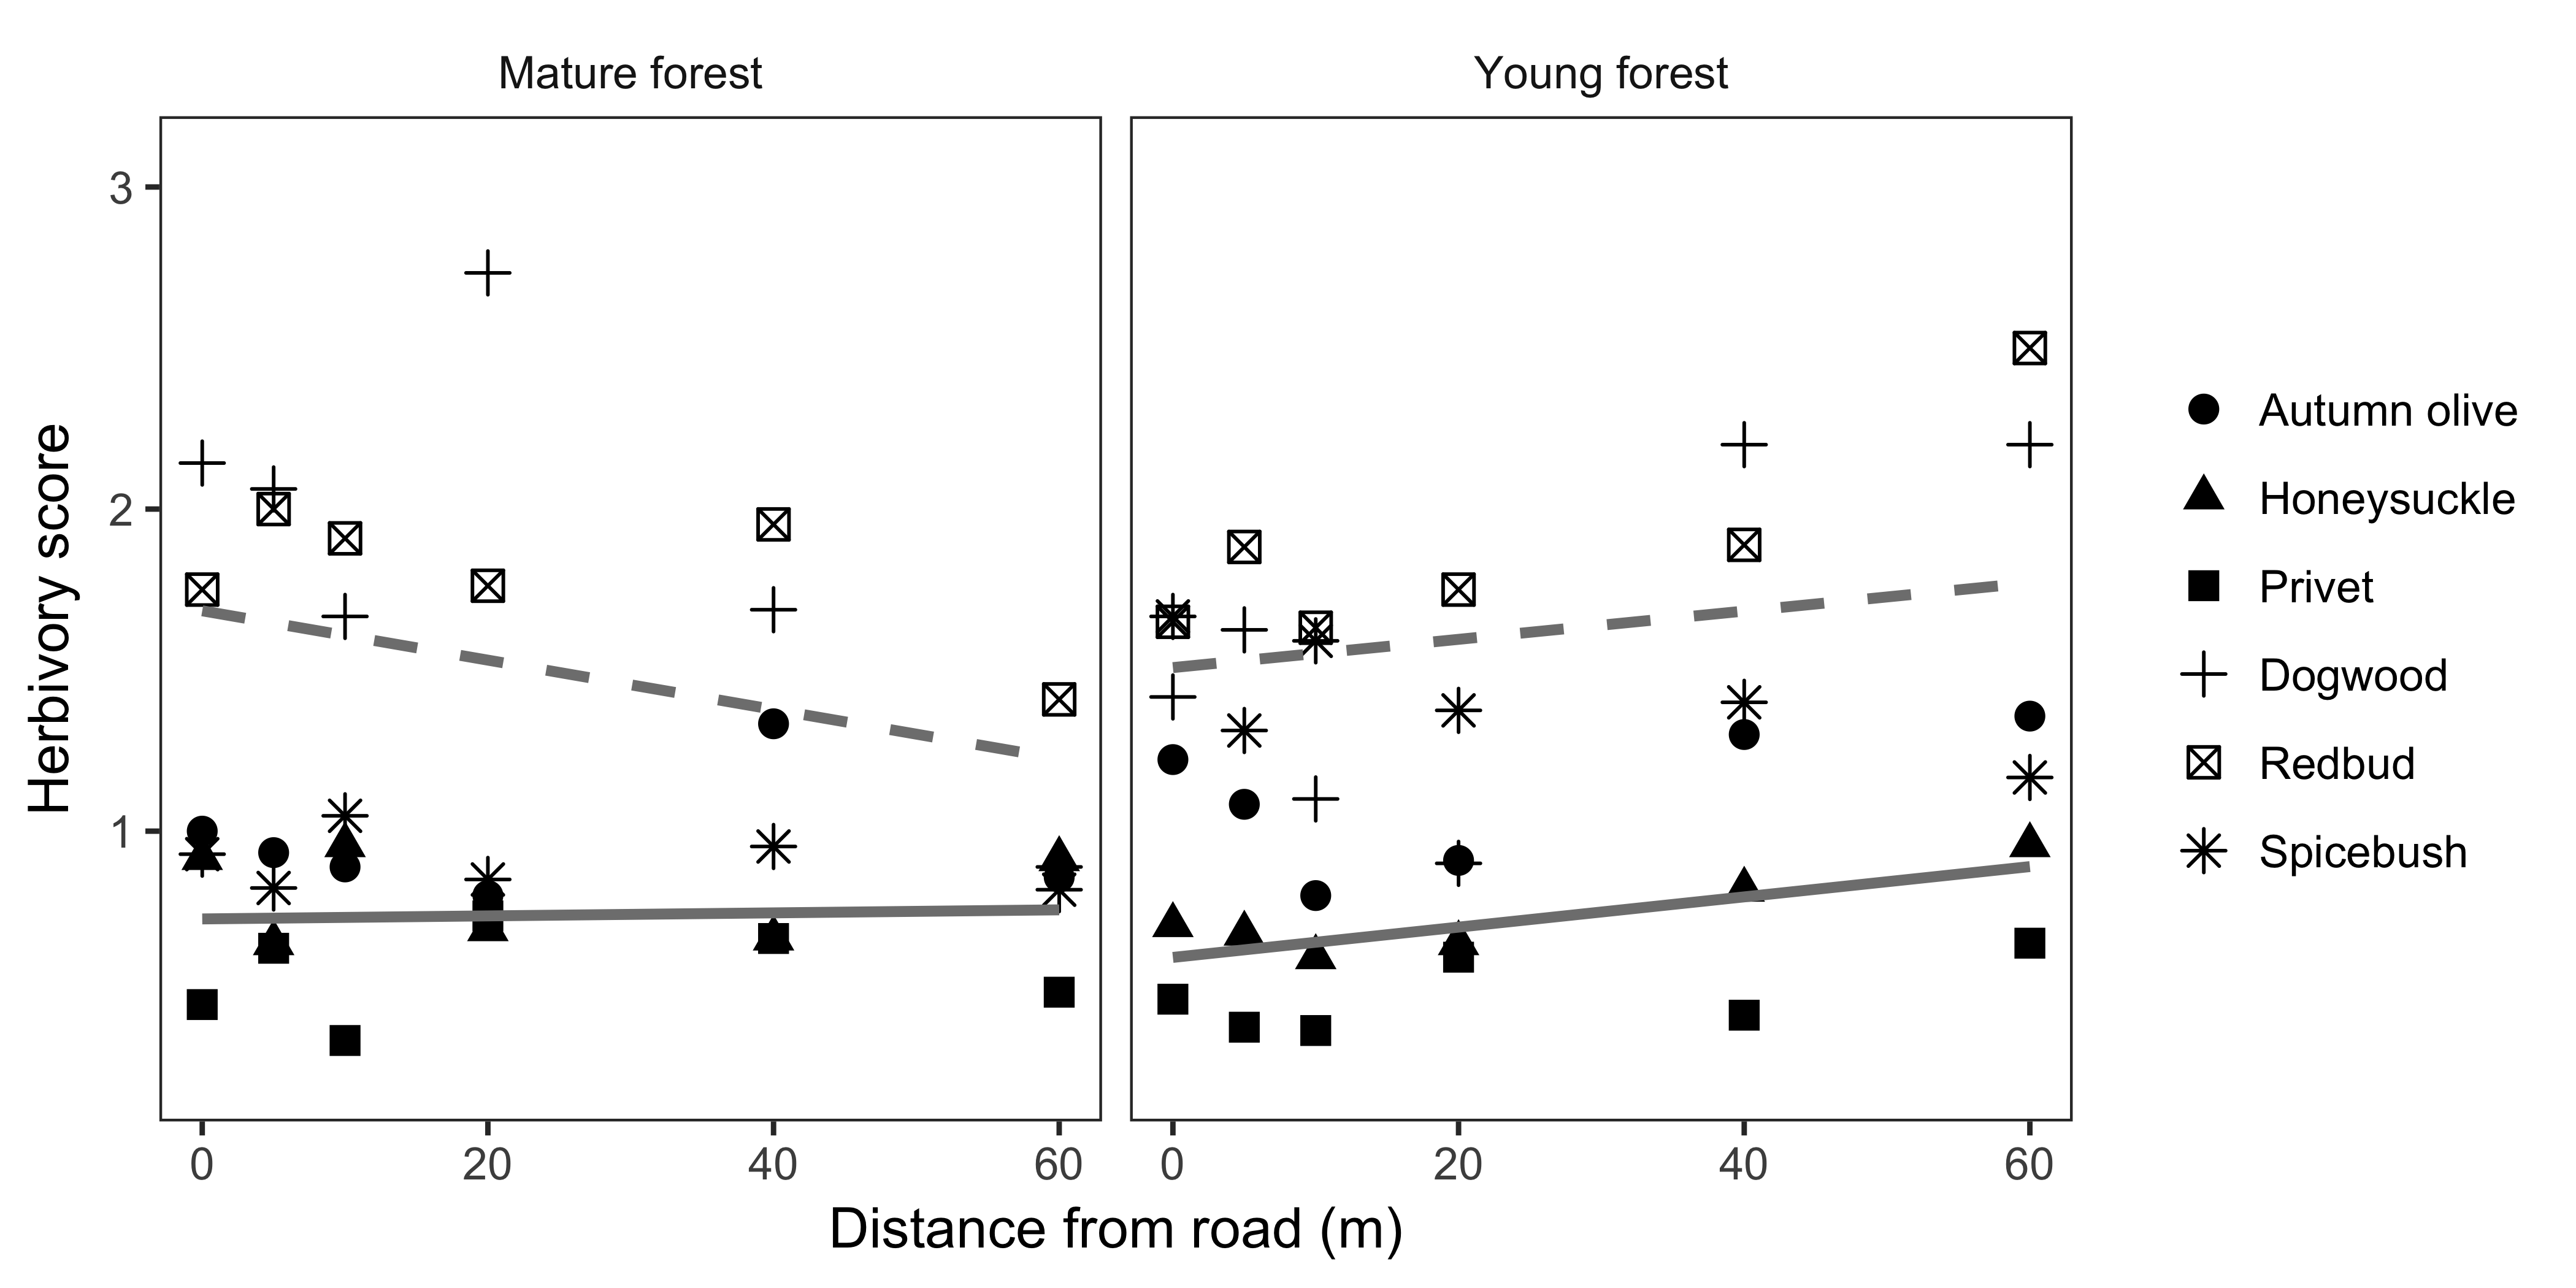 Mature forest
Young forest
Herbivory score
3
2
1
0 20 40 60
0 20 40 60
Distance from road (m)
Autumn olive
Honeysuckle
Privet
Dogwood
Redbud
Spicebush